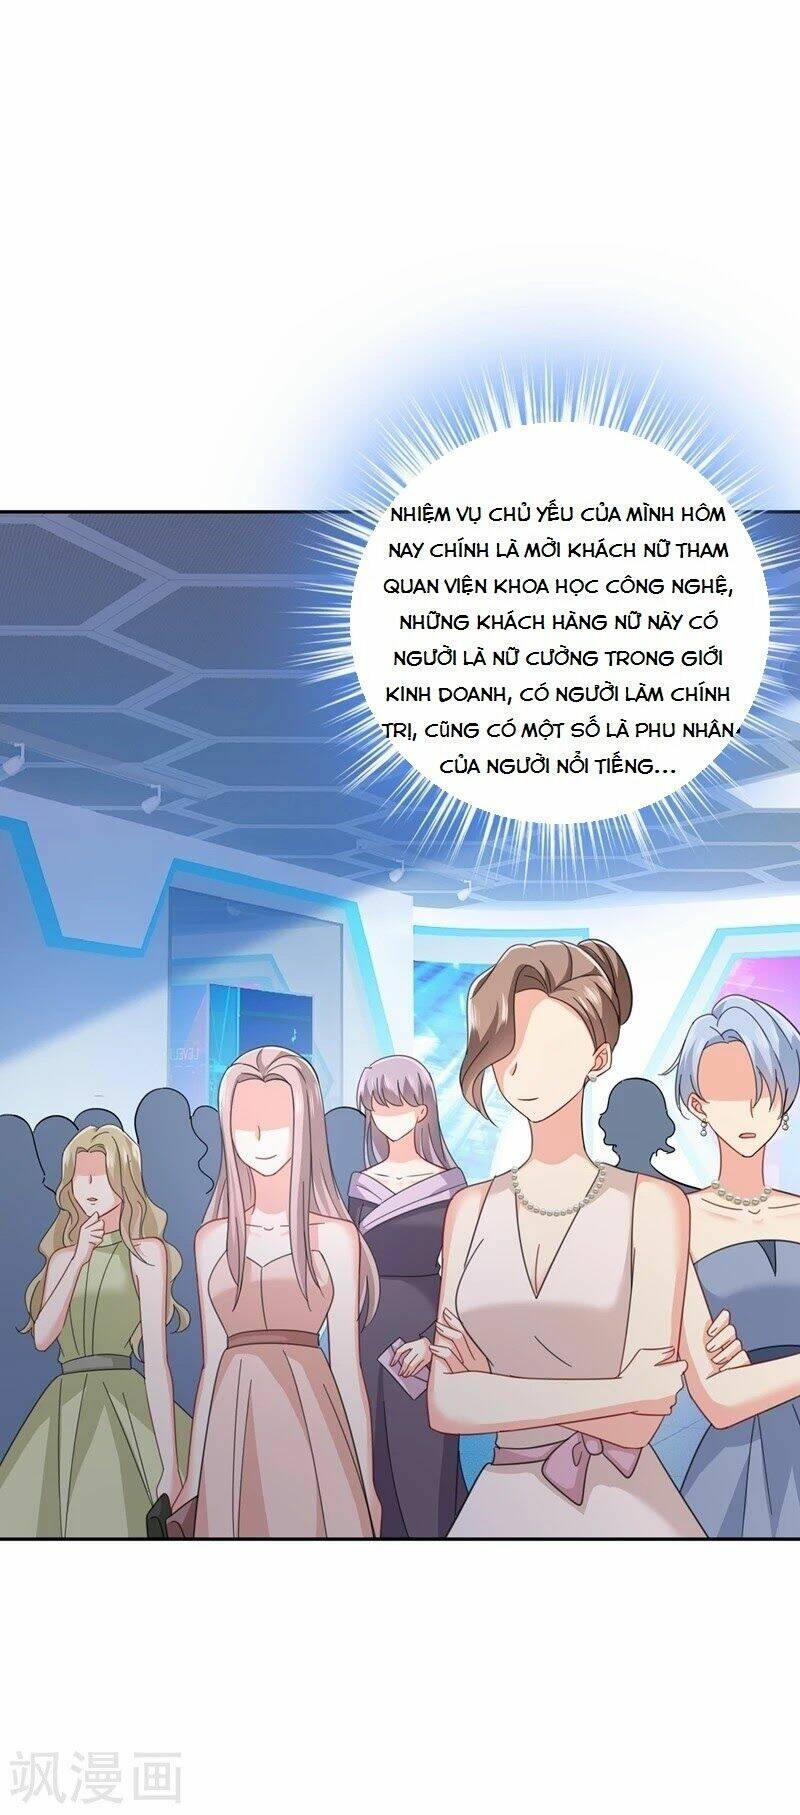 NHIỆM VỤ CHỦ YẾU CỦA MÌNH HÔM
NAY CHÍNH LÀ MỜI KHÁCH NỮ THAM
QUAN VIỆN KHOA HỌC CÔNG NGHỆ,
NHỮNG KHÁCH HÀNG NỮ NÀY CÓ
NGƯỜI LÀ NỮ CƯỜNG TRONG GIỚI
KINH DOANH, CÓ NGƯỜI LÀM CHÍNH
TRỊ, CŨNG CÓ MỘT SỐ LÀ PHU NHÂN
CỦA NGƯỜI NỔI TIẾNG...
LEVEL1
飒漫画